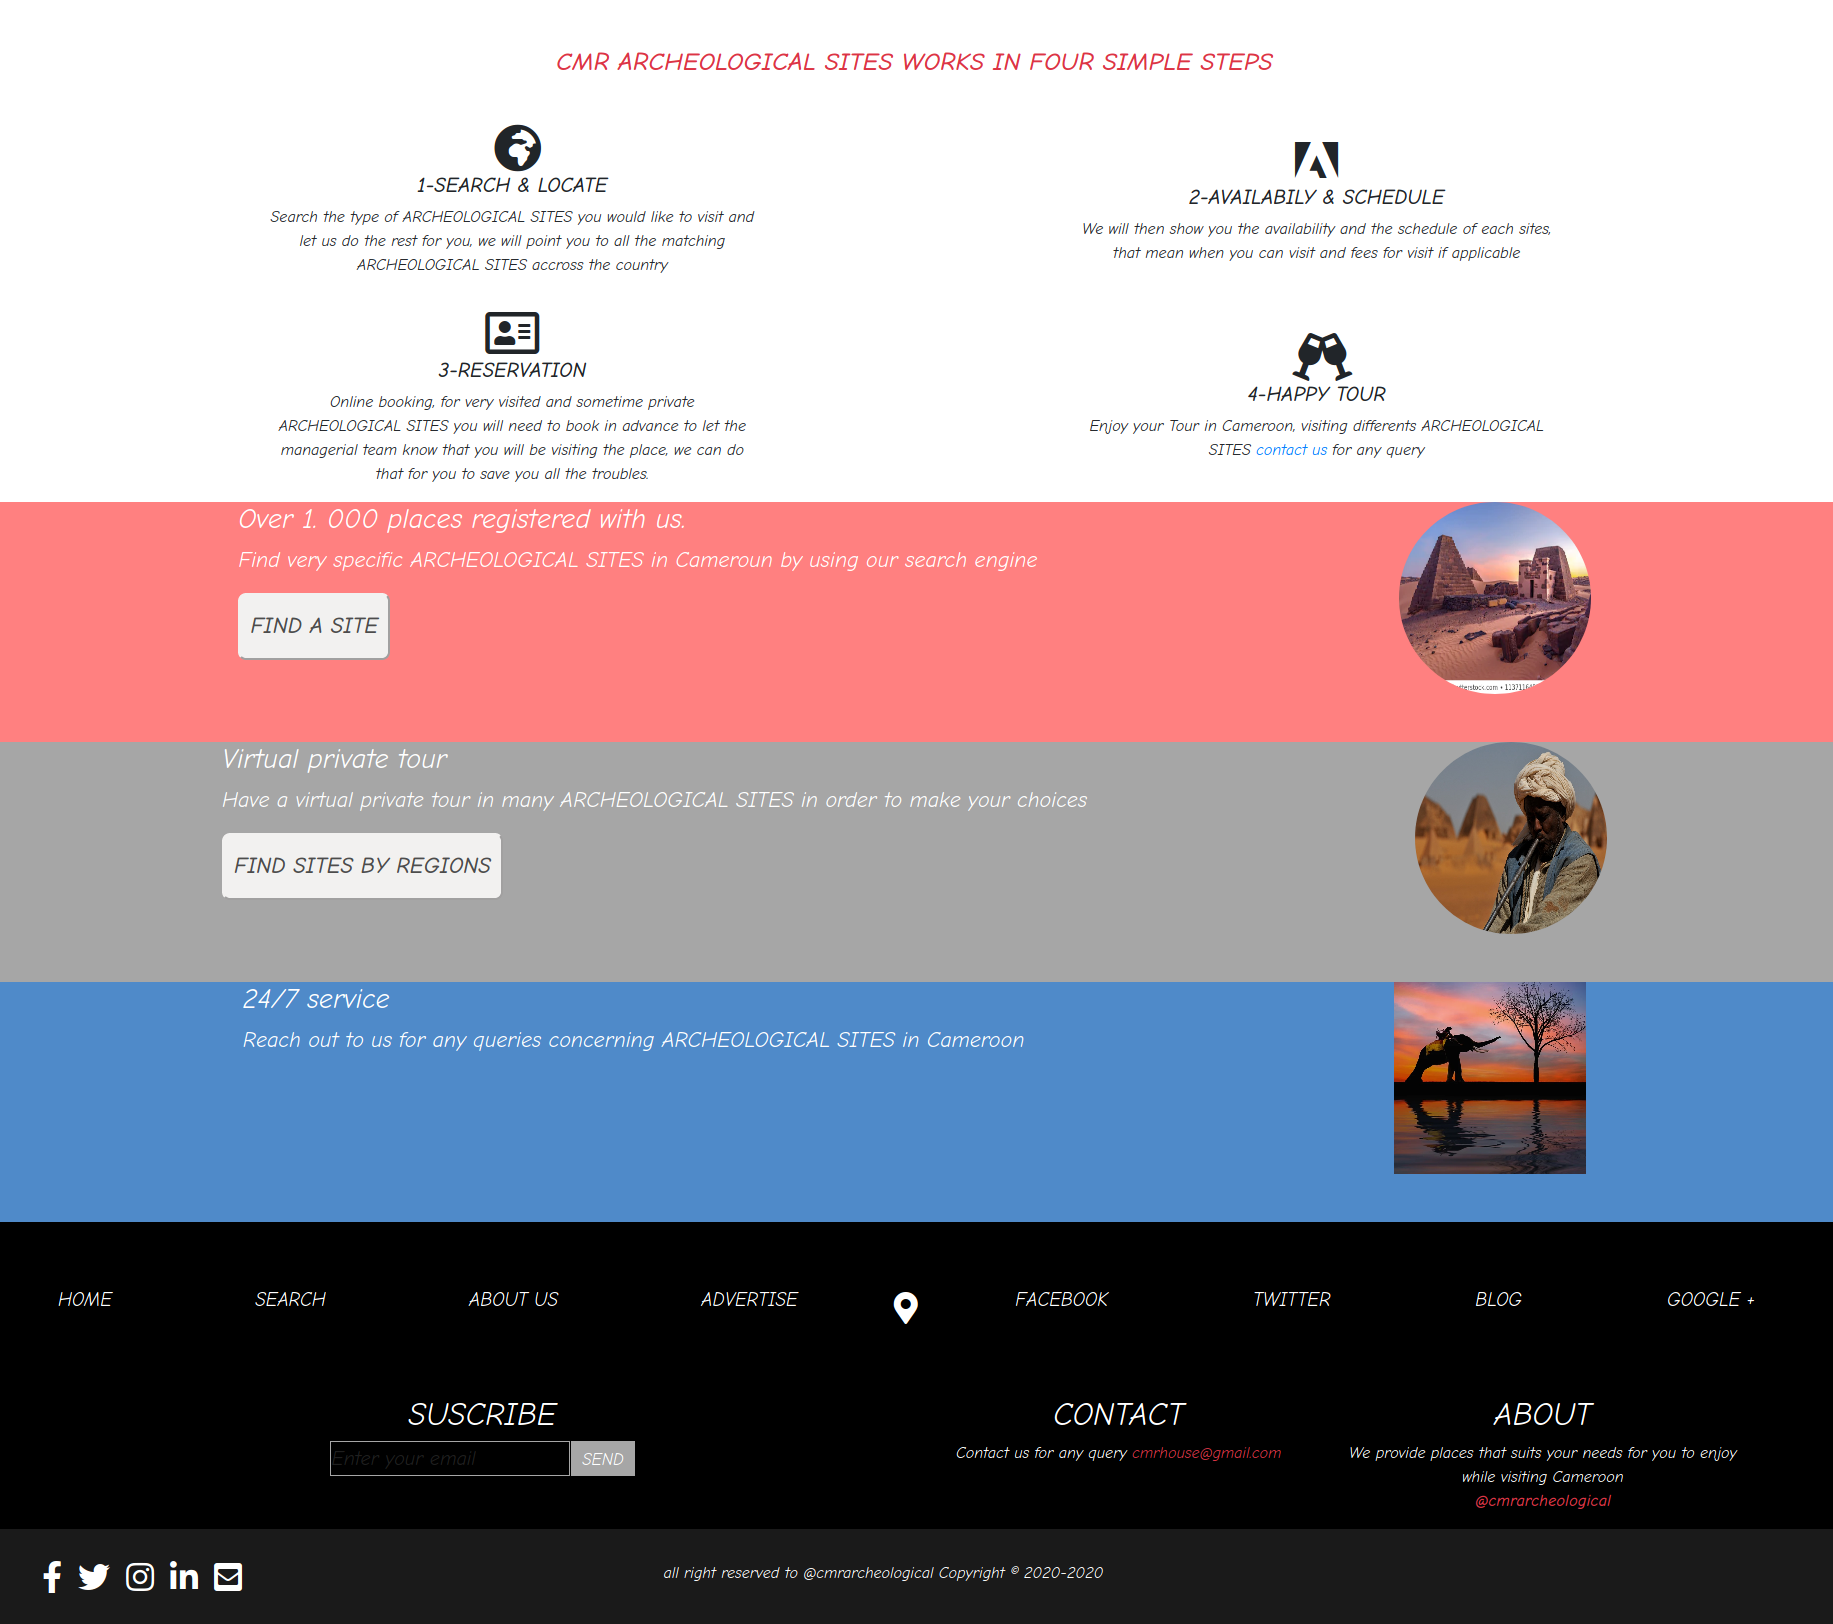 CMR ARCHEOLOGICAL SITES WORKS IN FOUR SIMPLE STEPS
1-SEARCH & LOCATE
Search the type of ARCHEOLOGICAL SITES you would like to visit and
let us do the rest for you, we will point you to all the matching
ARCHEOLOGICAL SITES accross the country
2-AVAILABILY & SCHEDULE
We will then show you the availability and the schedule of each sites,
that mean when you can visit and fees for visit if applicable
3-RESERVATION
Online booking, for very visited and sometime private
ARCHEOLOGICAL SITES you will need to book in advance to let the
managerial team know that you will be visiting the place, we can do
that for you to save you all the troubles.
4-HAPPY TOUR
Enjoy your Tour in Cameroon, visiting differents ARCHEOLOGICAL
SITES contact us for any query
Over 1. 000 places registered with us.
Find very specific ARCHEOLOGICAL SITES in Cameroun by using our search engine
FIND A SITE
Virtual private tour
Have a virtual private tour in many ARCHEOLOGICAL SITES in order to make your choices
FIND SITES BY REGIONS
24/7 service
Reach out to us for any queries concerning ARCHEOLOGICAL SITES in Cameroon
HOME SEARCH ABOUT US ADVERTISE FACEBOOK TWITTER BLOG GOOGLE +
SUSCRIBE
Enter your email SEND
CONTACT
Contact us for any query cmrhouse@gmail.com
ABOUT
We provide places that suits your needs for you to enjoy
while visiting Cameroon
@cmrarcheological
all right reserved to @cmrarcheological Copyright © 2020-2020